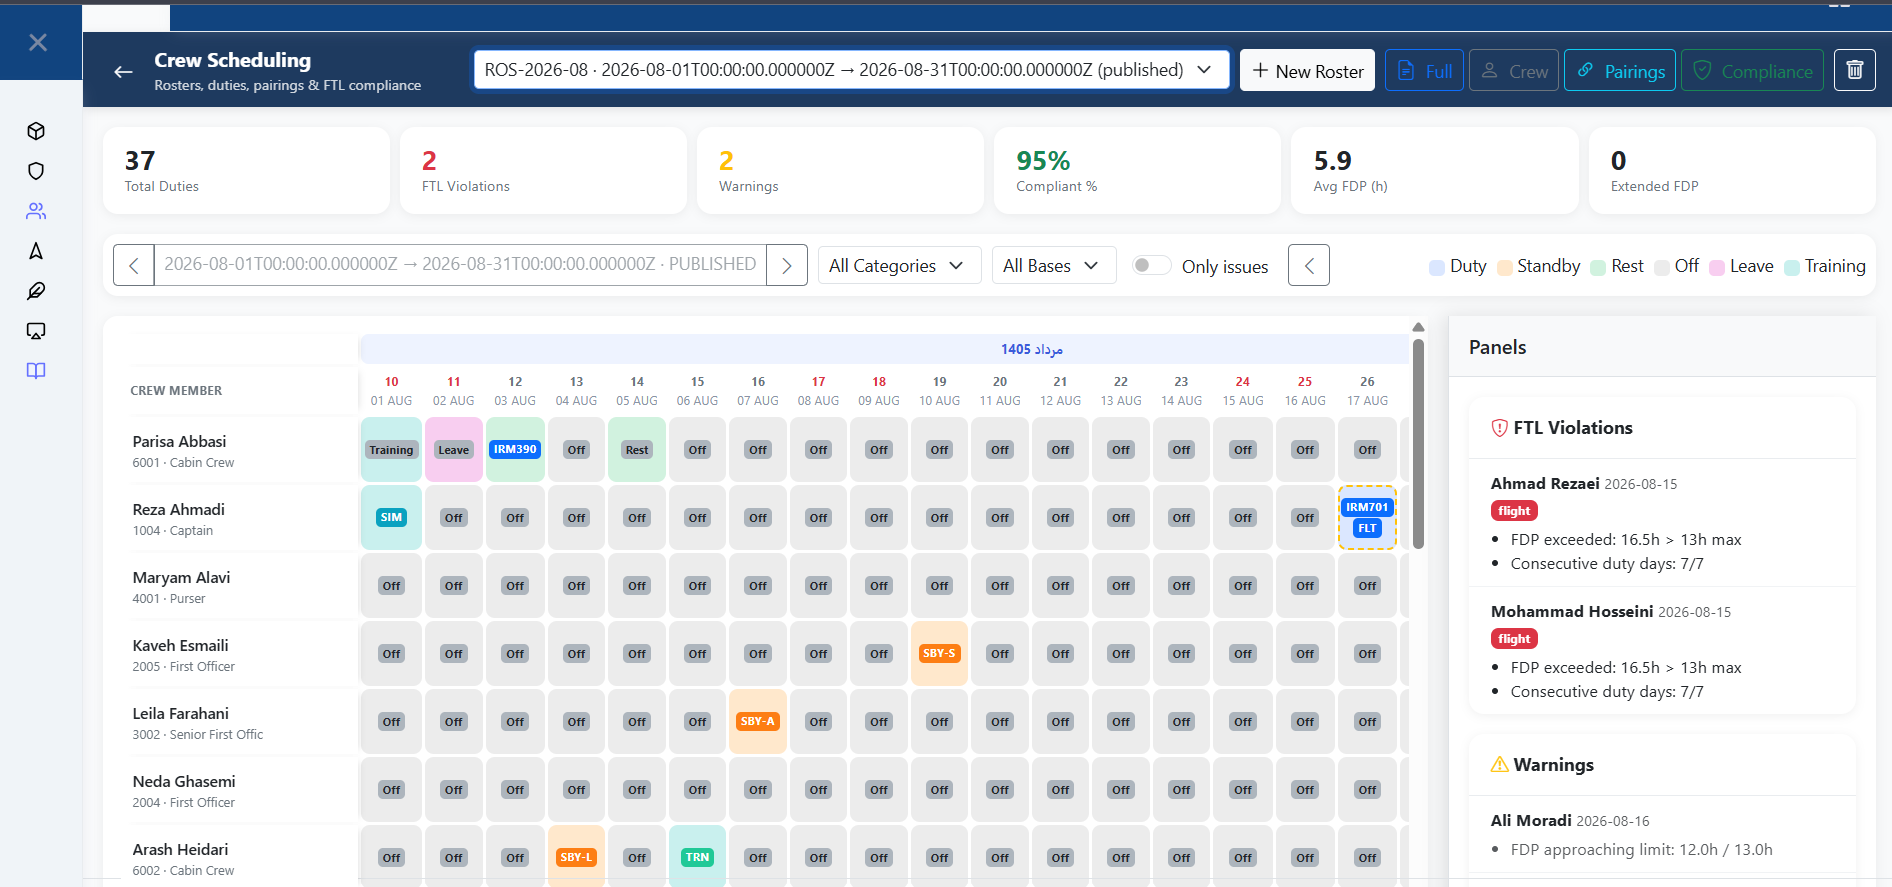 Crew Scheduling
Rosters, duties, pairings & FTL compliance
ROS-2026-08 · 2026-08-01T00:00:00.000000Z → 2026-08-31T00:00:00.000000Z (published)
New Roster
Full
Crew
Pairings
Compliance
37
Total Duties
2
FTL Violations
2
Warnings
95%
Compliant %
5.9
Avg FDP (h)
0
Extended FDP
2026-08-01T00:00:00.000000Z → 2026-08-31T00:00:00.000000Z · PUBLISHED
All Categories
All Bases
Only issues
Duty Standby Rest Off Leave Training
مرداد 1405
CREW MEMBER
10 11 12 13 14 15 16 17 18 19 20 21 22 23 24 25 26
01 AUG 02 AUG 03 AUG 04 AUG 05 AUG 06 AUG 07 AUG 08 AUG 09 AUG 10 AUG 11 AUG 12 AUG 13 AUG 14 AUG 15 AUG 16 AUG 17 AUG
Parisa Abbasi
6001 · Cabin Crew
Training Leave IRM390 Off Rest Off Off Off Off Off Off Off Off Off Off Off Off
Reza Ahmadi
1004 · Captain
SIM Off Off Off Off Off Off Off Off Off Off Off Off Off Off Off IRM701
FLT
Maryam Alavi
4001 · Purser
Off Off Off Off Off Off Off Off Off Off Off Off Off Off Off Off Off
Kaveh Esmaili
2005 · First Officer
Off Off Off Off Off Off Off Off Off SBY-S Off Off Off Off Off Off Off
Leila Farahani
3002 · Senior First Offic
Off Off Off Off Off Off SBY-A Off Off Off Off Off Off Off Off Off Off
Neda Ghasemi
2004 · First Officer
Off Off Off Off Off Off Off Off Off Off Off Off Off Off Off Off Off
Arash Heidari
6002 · Cabin Crew
Off Off Off SBY-L Off TRN Off Off Off Off Off Off Off Off Off Off Off
Panels
FTL Violations
Ahmad Rezaei 2026-08-15
flight
FDP exceeded: 16.5h > 13h max
Consecutive duty days: 7/7
Mohammad Hosseini 2026-08-15
flight
FDP exceeded: 16.5h > 13h max
Consecutive duty days: 7/7
Warnings
Ali Moradi 2026-08-16
FDP approaching limit: 12.0h / 13.0h